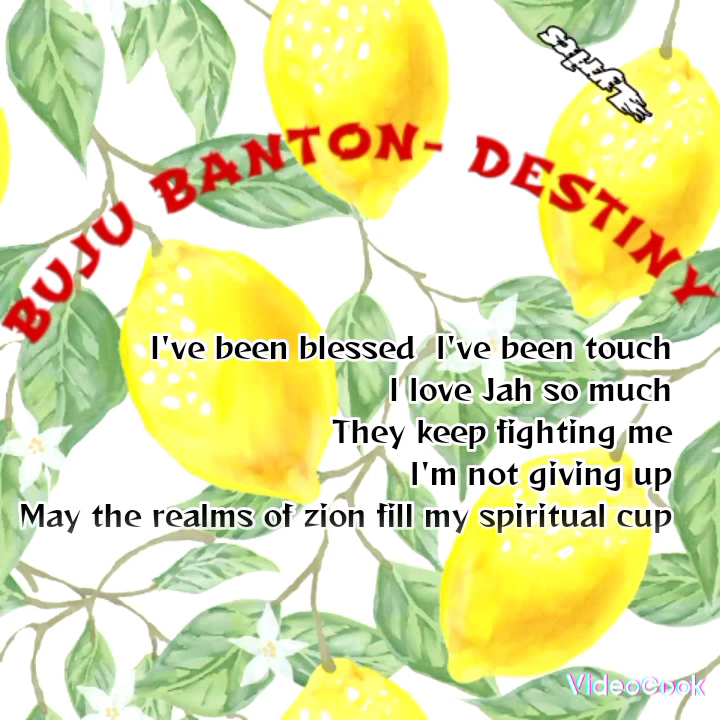 Lyrics
BUJU BANTON- DESTINY
I've been blessed I've been touch
I love Jah so much
They keep fighting me
I'm not giving up
May the realms of zion fill my spiritual cup
VideoCook